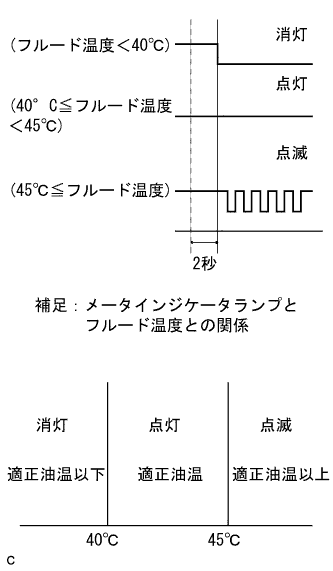 消灯
(フルード温度<40℃)
点灯
(40°C≦フルード温度
<45℃)
点滅
(45℃≦フルード温度)
2秒
補足：メータインジケータランプと
フルード温度との関係
消灯
点灯
点滅
適正油温以下
適正油温
適正油温以上
40℃
45℃
C